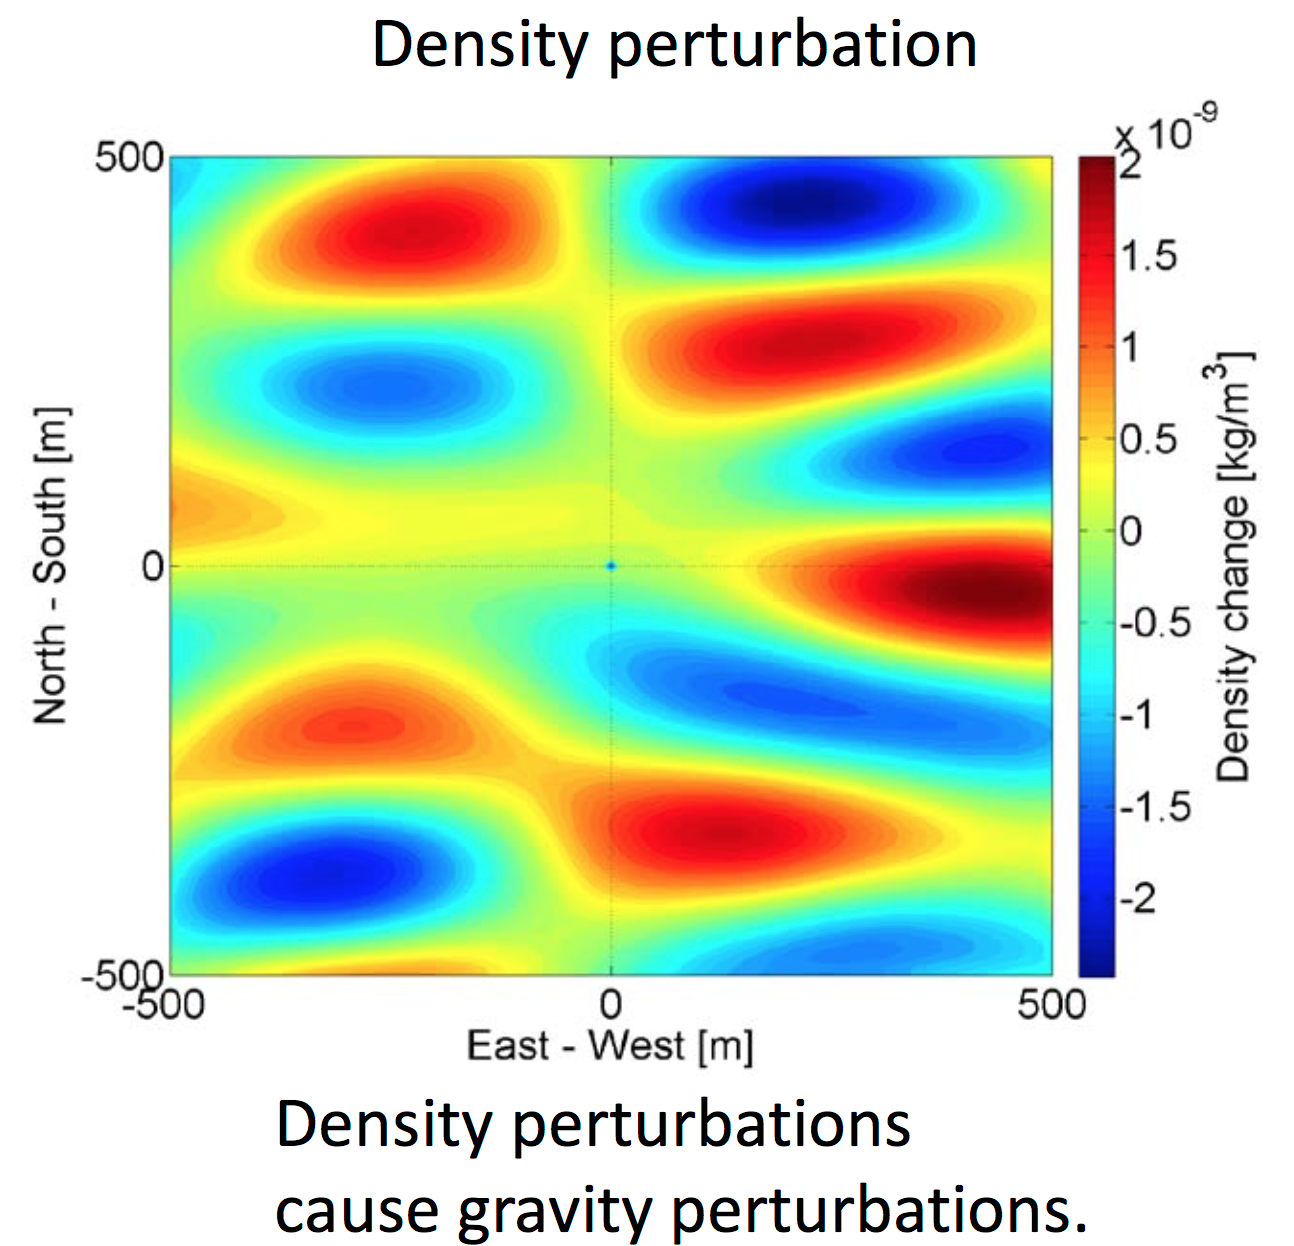 Density perturbation
x 10-9
500
0
-500
-500
0
500
North - South [m]
East - West [m]
2
1.5
1
0.5
0
-0.5
-1
-1.5
-2
Density change [kg/m3]
Density perturbations
cause gravity perturbations.